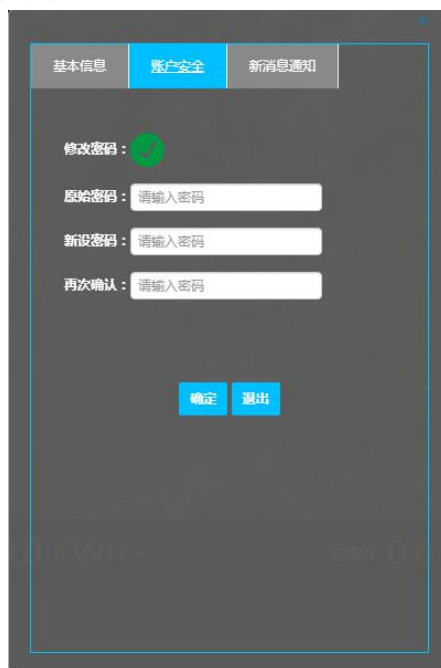 基本信息 账户安全 新消息通知
修改密码：
原始密码： 请输入密码
新设密码： 请输入密码
再次确认： 请输入密码
确定 退出
.0 KWh -